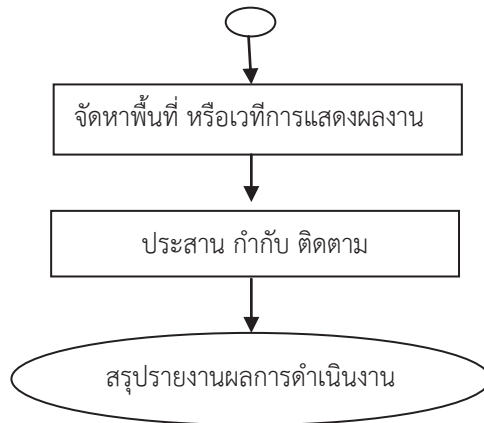 จัดหาพื้นที่ หรือเวทีการแสดงผลงาน
ประสาน กำกับ ติดตาม
สรุปรายงานผลการดำเนินงาน